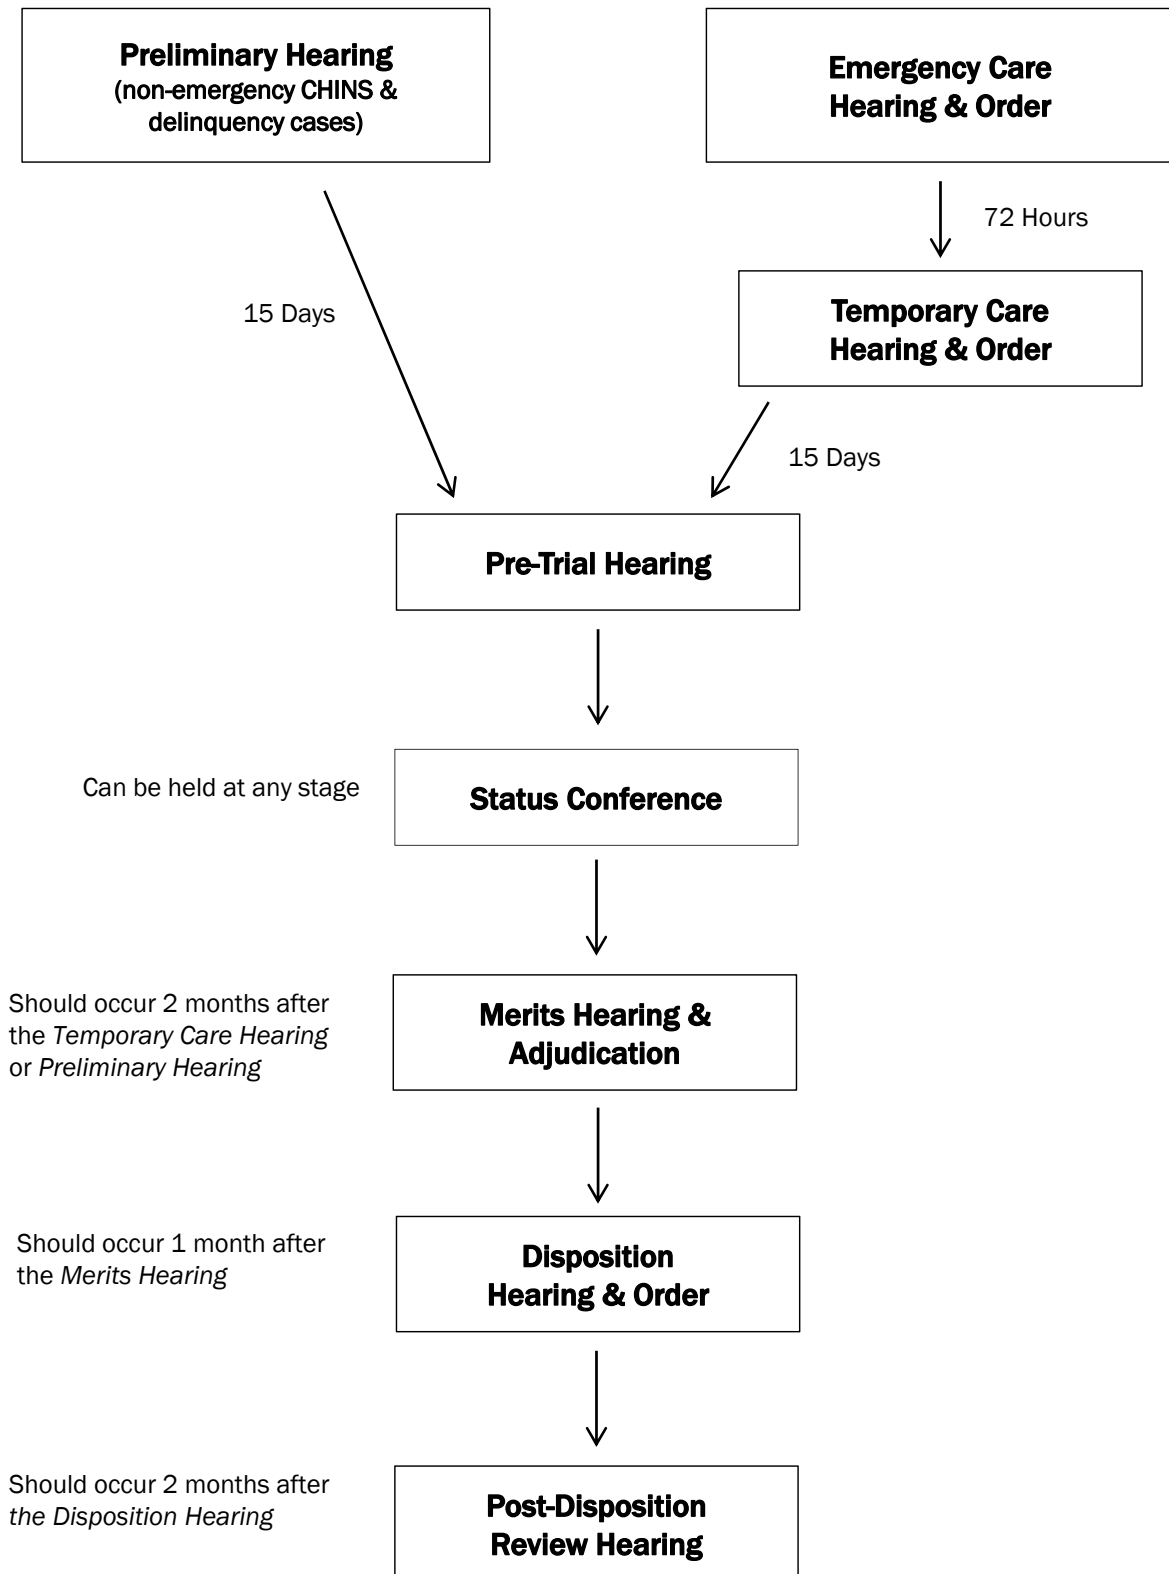 Preliminary Hearing
(non-emergency CHINS &
delinquency cases)
Emergency Care
Hearing & Order
72 Hours
Temporary Care
Hearing & Order
15 Days
15 Days
Pre-Trial Hearing
Can be held at any stage
Status Conference
Should occur 2 months after
the Temporary Care Hearing
or Preliminary Hearing
Merits Hearing &
Adjudication
Should occur 1 month after
the Merits Hearing
Disposition
Hearing & Order
Should occur 2 months after
the Disposition Hearing
Post-Disposition
Review Hearing